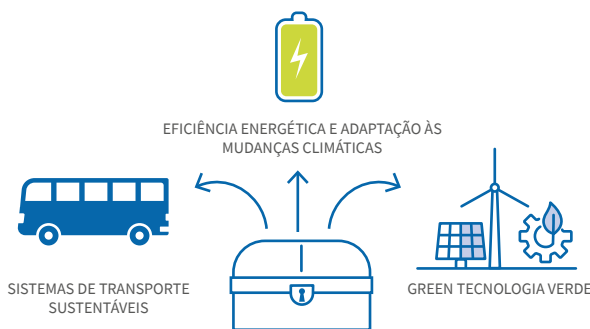 EFICIÊNCIA ENERGÉTICA E ADAPTAÇÃO ÀS
MUDANÇAS CLIMÁTICAS
SISTEMAS DE TRANSPORTE
SUSTENTÁVEIS
GREEN TECNOLOGIA VERDE